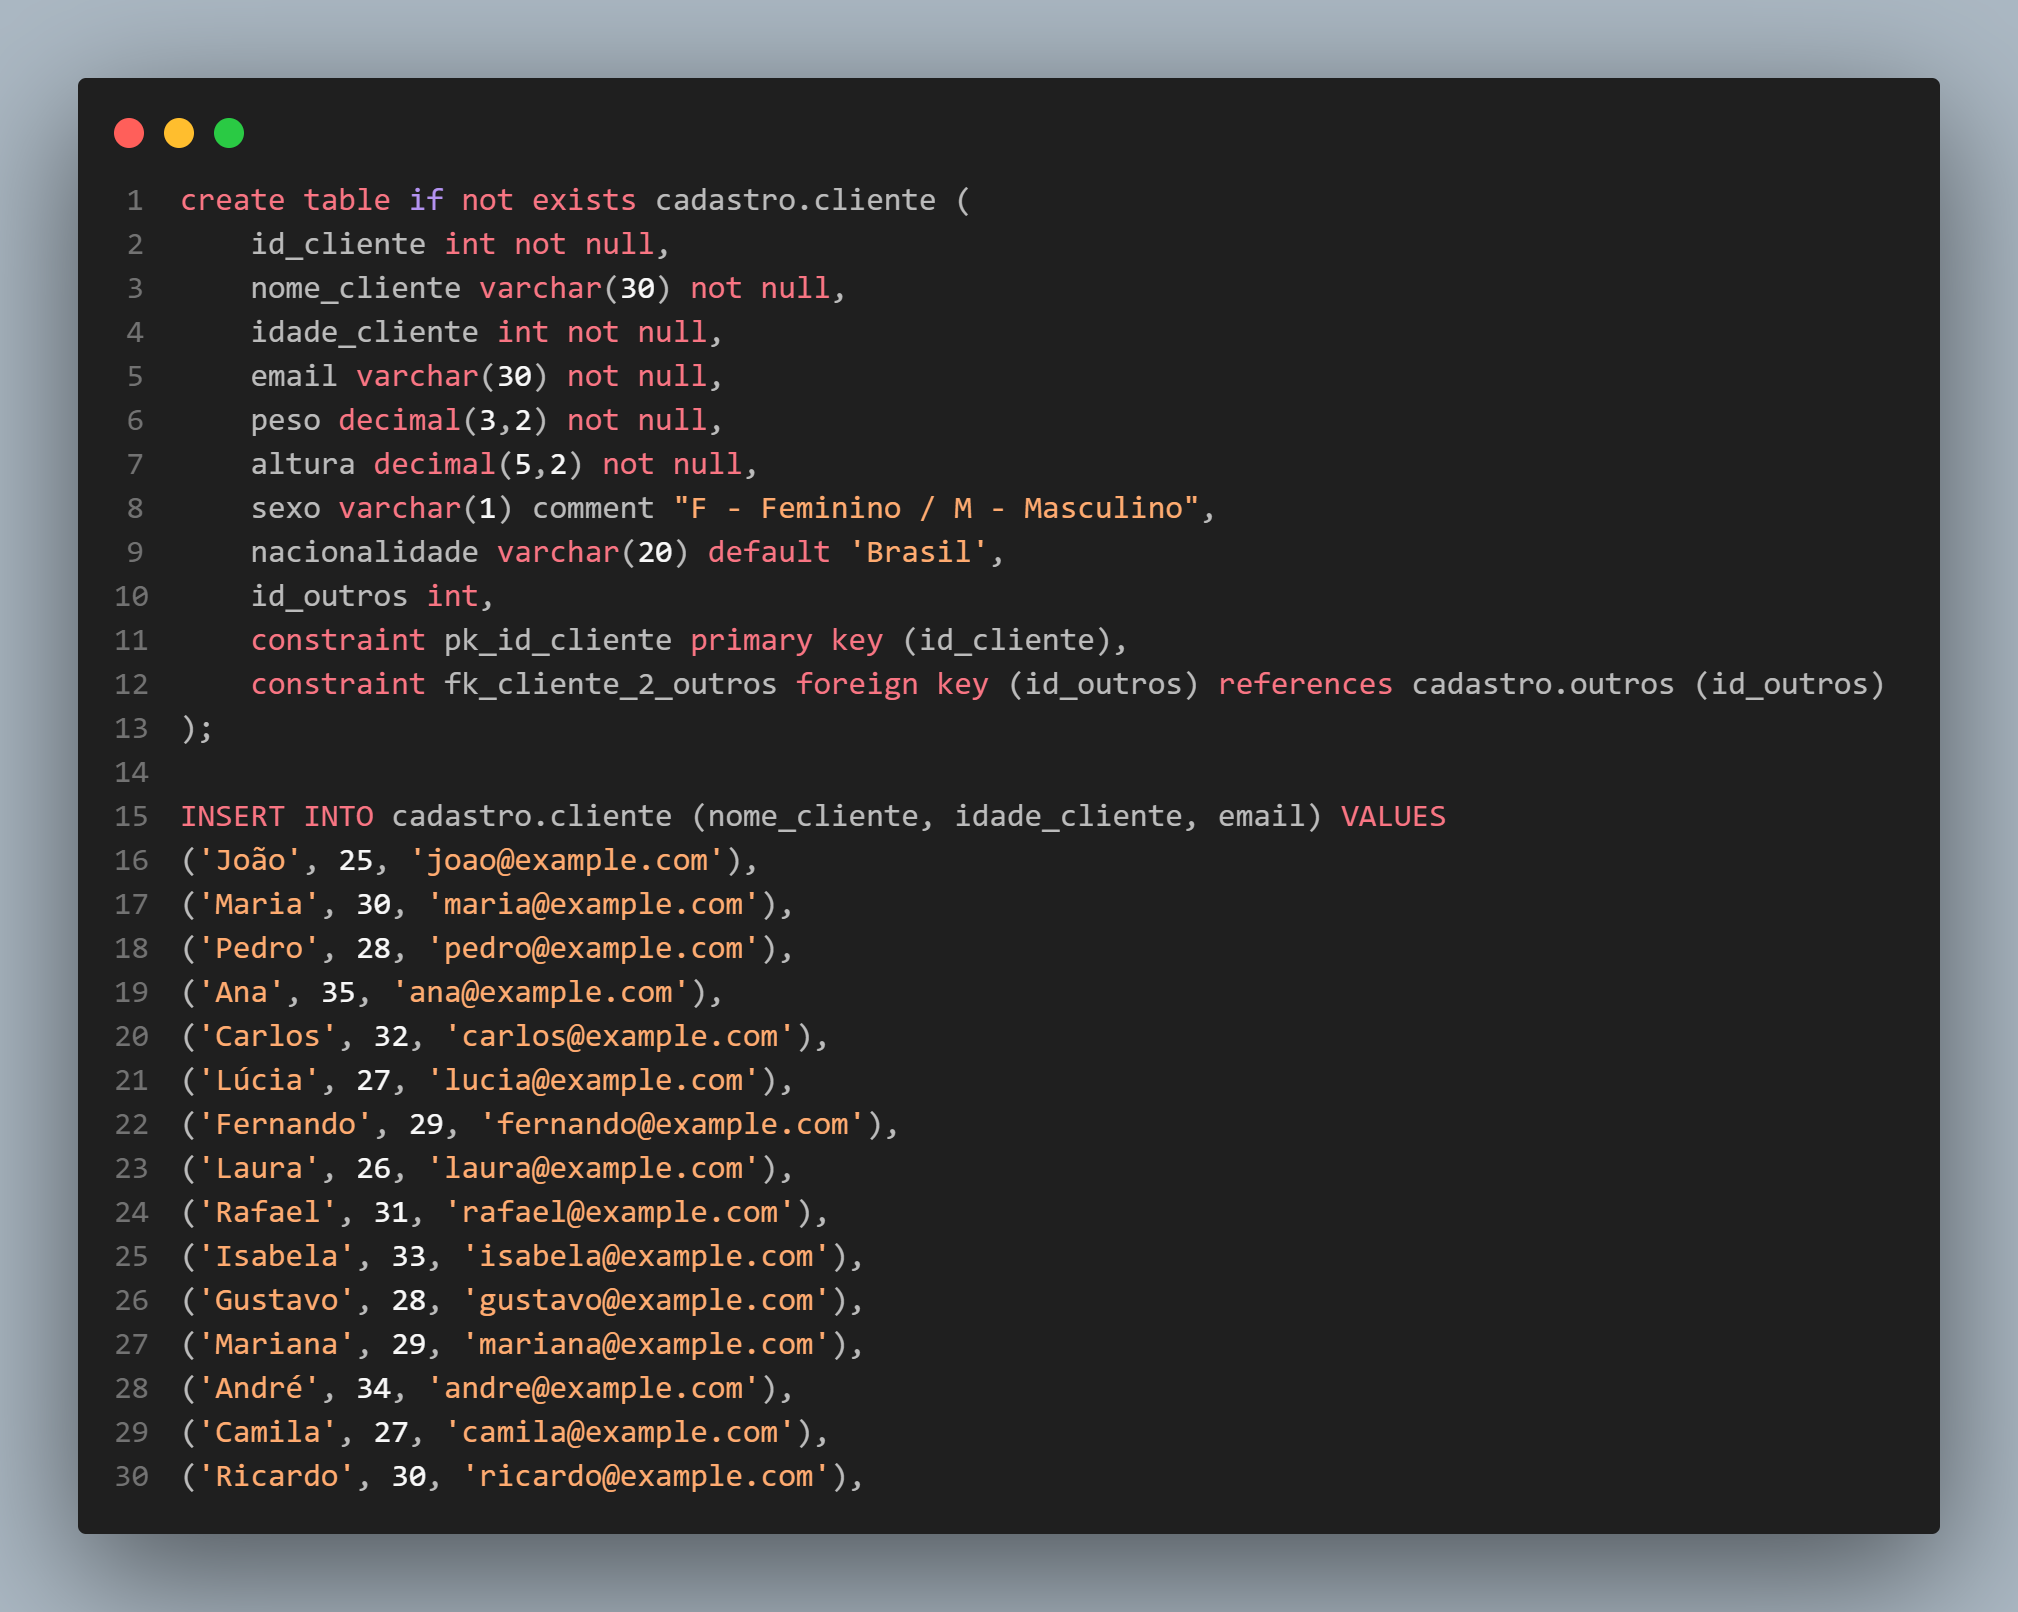 1 create table if not exists cadastro.cliente (
2     id_cliente int not null,
3     nome_cliente varchar(30) not null,
4     idade_cliente int not null,
5     email varchar(30) not null,
6     peso decimal(3,2) not null,
7     altura decimal(5,2) not null,
8     sexo varchar(1) comment "F - Feminino / M - Masculino",
9     nacionalidade varchar(20) default 'Brasil',
10     id_outros int,
11     constraint pk_id_cliente primary key (id_cliente),
12     constraint fk_cliente_2_outros foreign key (id_outros) references cadastro.outros (id_outros)
13 );
14
15 INSERT INTO cadastro.cliente (nome_cliente, idade_cliente, email) VALUES
16 ('João', 25, 'joao@example.com'),
17 ('Maria', 30, 'maria@example.com'),
18 ('Pedro', 28, 'pedro@example.com'),
19 ('Ana', 35, 'ana@example.com'),
20 ('Carlos', 32, 'carlos@example.com'),
21 ('Lúcia', 27, 'lucia@example.com'),
22 ('Fernando', 29, 'fernando@example.com'),
23 ('Laura', 26, 'laura@example.com'),
24 ('Rafael', 31, 'rafael@example.com'),
25 ('Isabela', 33, 'isabela@example.com'),
26 ('Gustavo', 28, 'gustavo@example.com'),
27 ('Mariana', 29, 'mariana@example.com'),
28 ('André', 34, 'andre@example.com'),
29 ('Camila', 27, 'camila@example.com'),
30 ('Ricardo', 30, 'ricardo@example.com'),